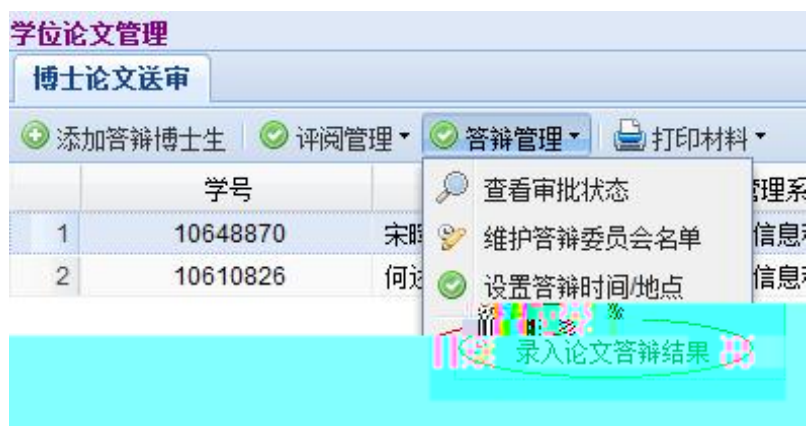 学位论文管理
博士论文送审
添加答辩博士生 评阅管理 答辩管理 打印材料
学号
查看审批状态
管理系
1 10648870 宋
维护答辩委员会名单
信息
2 10610826 何
设置答辩时间/地点
信息
录入论文答辩结果